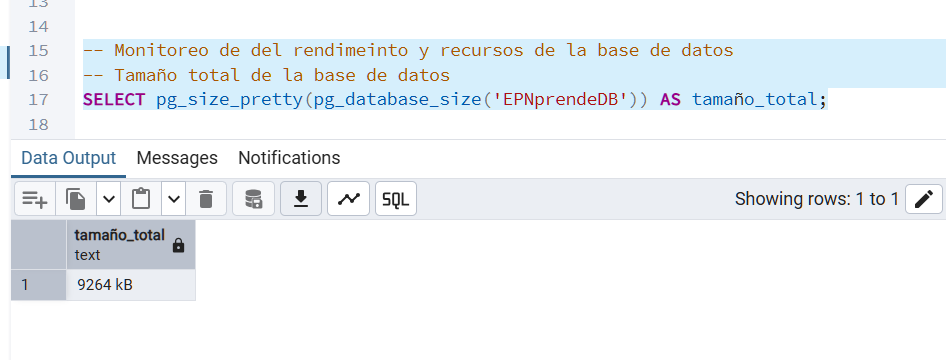 13
14
15 -- Monitoreo de del rendimeinto y recursos de la base de datos
16 -- Tamaño total de la base de datos
17 SELECT pg_size_pretty(pg_database_size('EPNprendeDB')) AS tamaño_total;
18
Data Output Messages Notifications
SQL Showing rows: 1 to 1
tamaño_total
text
1 9264 kB